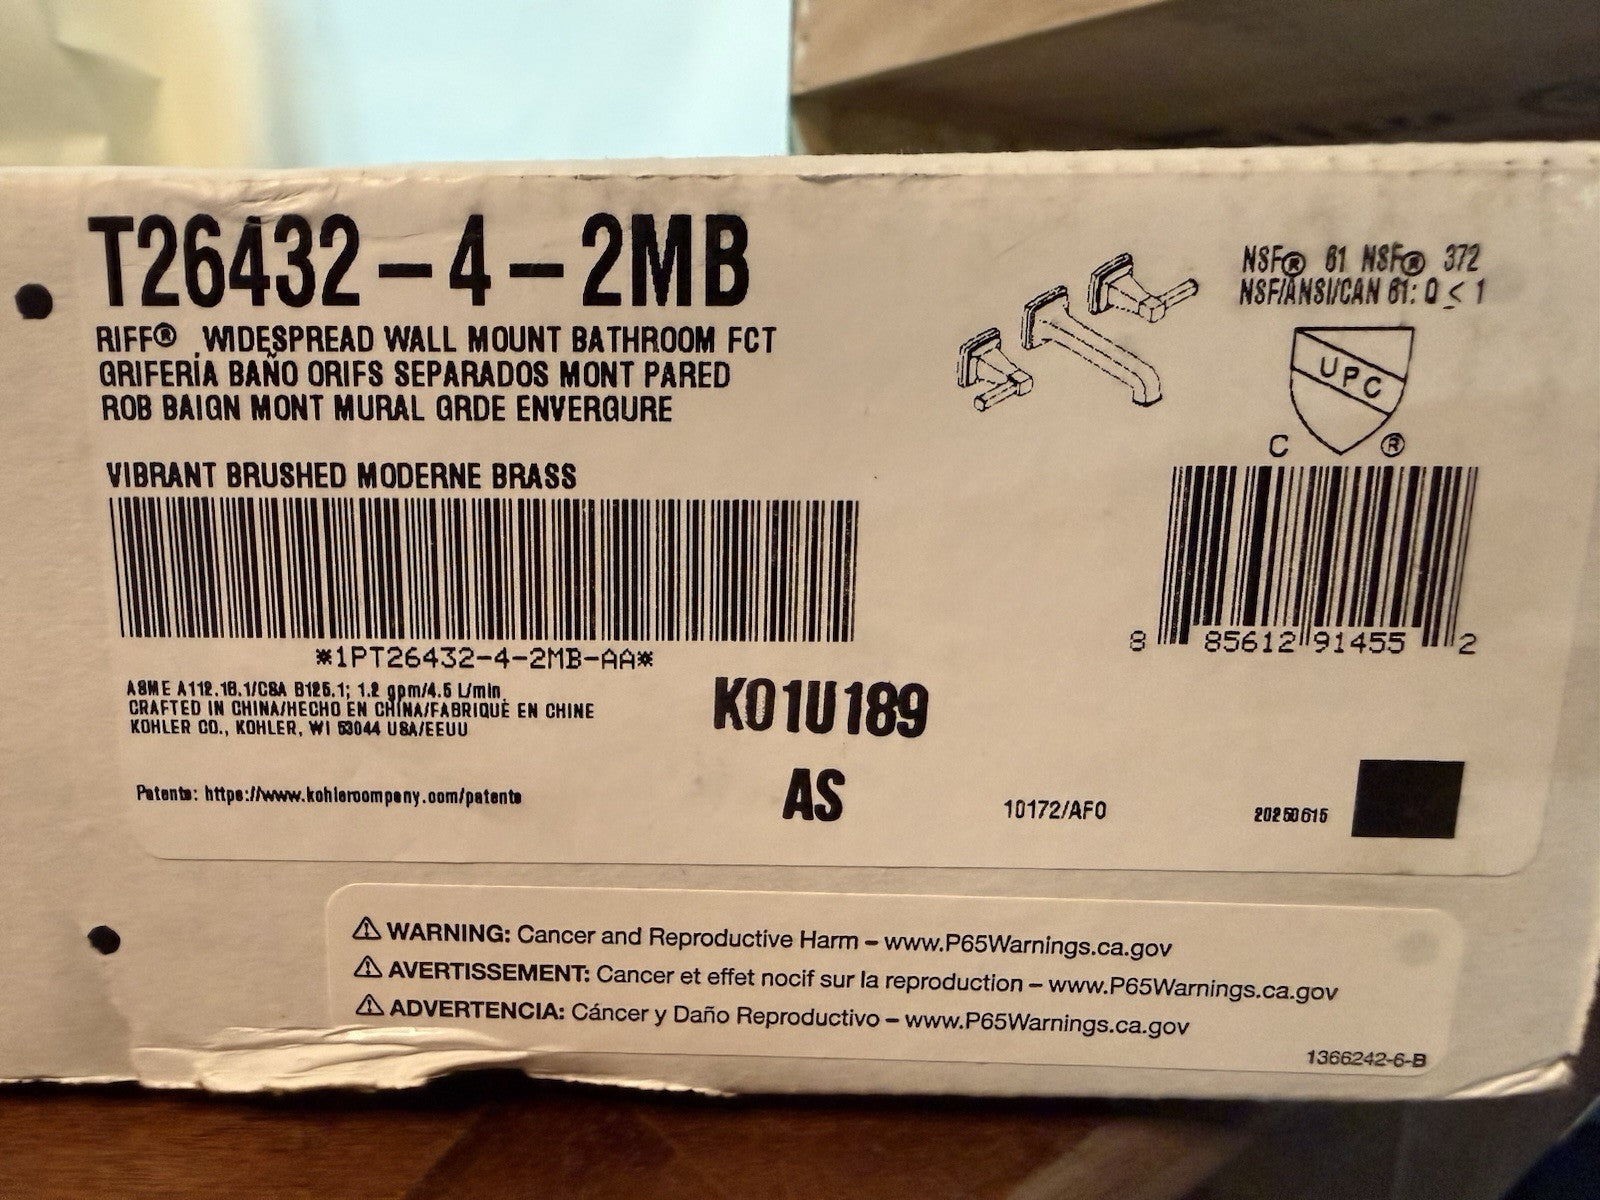 T26432-4-2MB
RIFF® WIDESPREAD WALL MOUNT BATHROOM FCT
GRIFERÍA BAÑO ORIFS SEPARADOS MONT PARED
ROB BAIGN MONT MURAL GRDE ENVERGURE
VIBRANT BRUSHED MODERNE BRASS
*1PT26432-4-2MB-AA*
ASME A112.18.1/CSA B125.1; 1.2 gpm/4.5 L/min
CRAFTED IN CHINA/HECHO EN CHINA/FABRIQUÉ EN CHINE
KOHLER CO., KOHLER, WI 53044 USA/EEUU
Patents: https://www.kohlercompany.com/patents
K01U189
AS
NSF® 61 NSF® 372
NSF/ANSI/CAN 61: Q ≤ 1
UPC
C ®
8 85612 91455 2
10172/AF0
20250615
⚠ WARNING: Cancer and Reproductive Harm – www.P65Warnings.ca.gov
⚠ AVERTISSEMENT: Cancer et effet nocif sur la reproduction – www.P65Warnings.ca.gov
⚠ ADVERTENCIA: Cáncer y Daño Reproductivo – www.P65Warnings.ca.gov
1366242-6-B